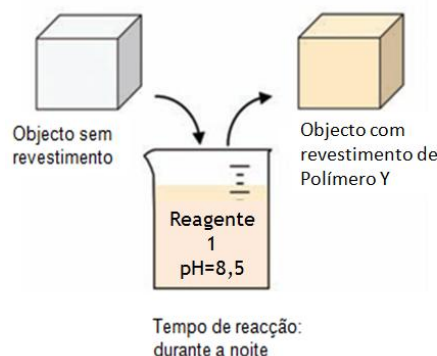 Objecto sem
revestimento
Objecto com
revestimento de
Polímero Y
Reagente
1
pH=8,5
Tempo de reacção:
durante a noite